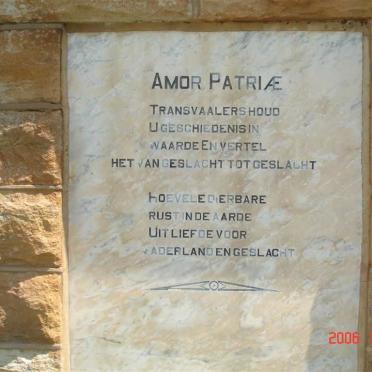 AMOR PATRIÆ
TRANSVAALERS HOUD
U GESCHIEDENIS IN
WAARDE EN VERTEL
HET VAN GESLACHT TOT GESLACHT
HOEVELE DIERBARE
RUST IN DE AARDE
UIT LIEFDE VOOR
VADERLAND EN GESLACHT
2006